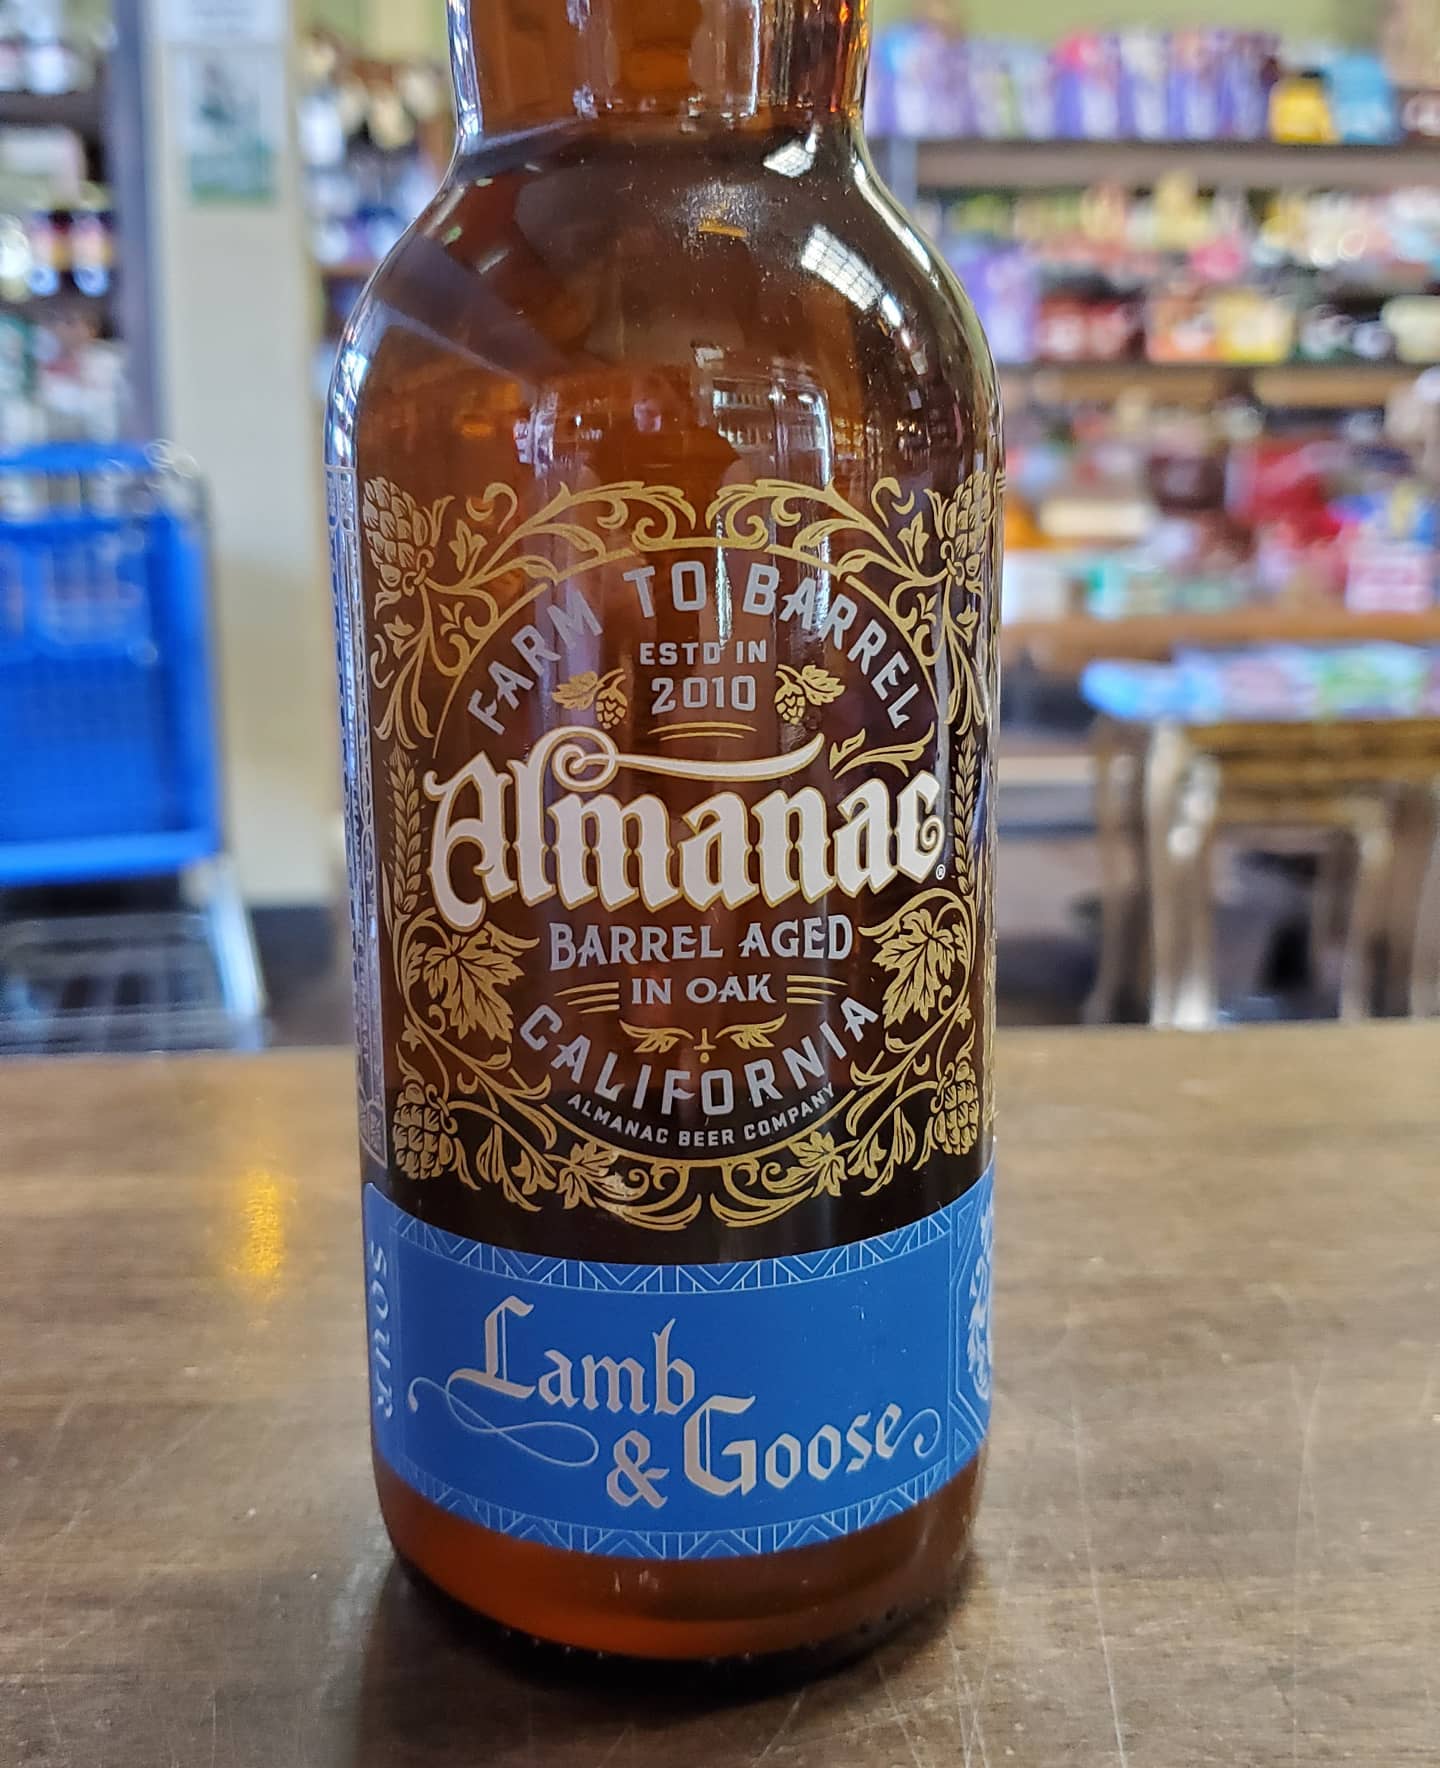 FARM TO BARREL
ESTD IN
2010
Almanac®
BARREL AGED
IN OAK
CALIFORNIA
ALMANAC BEER COMPANY
SOUR
Lamb
& Goose